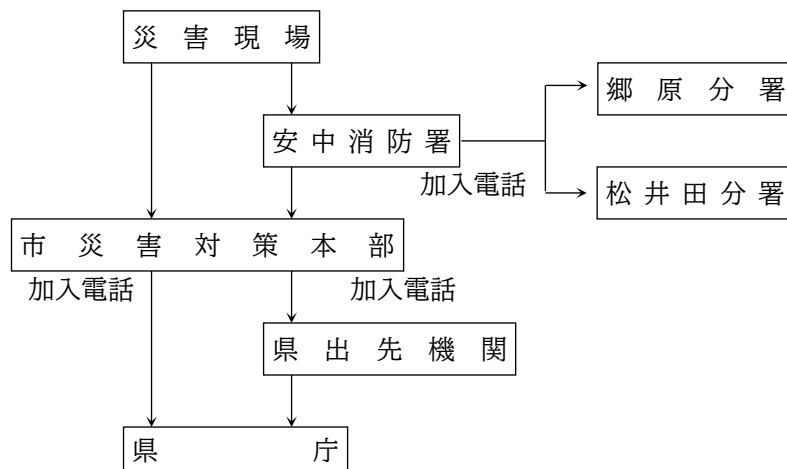 災害現場
郷原分署
安中消防署
加入電話
松井田分署
市災害対策本部
加入電話
加入電話
県出先機関
県庁